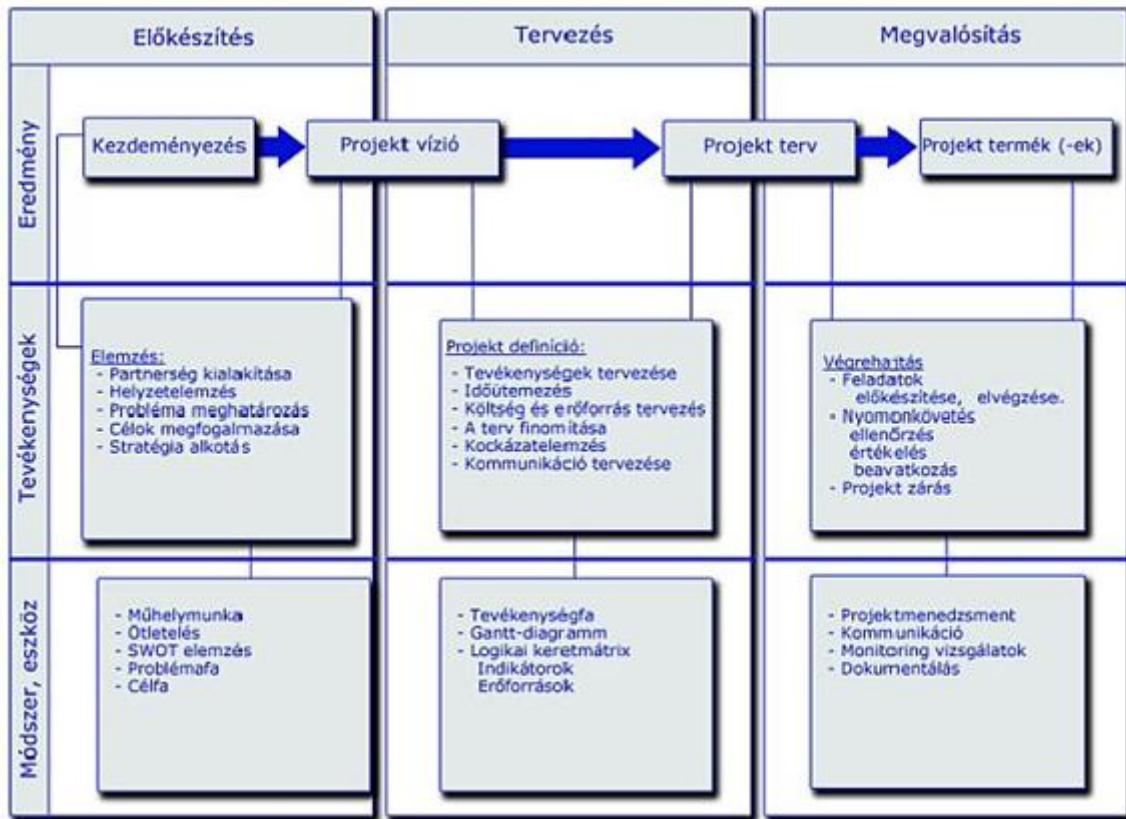 Előkészítés
Tervezés
Megvalósítás
Eredmény
Kezdeményezés
Projekt vízió
Projekt terv
Projekt termék (-ek)
Tevékenységek
Elemzés:
- Partnerség kialakítása
- Helyzetelemzés
- Probléma meghatározás
- Célok megfogalmazása
- Stratégia alkotás
Projekt definíció:
- Tevékenységek tervezése
- Időütemezés
- Költség és erőforrás tervezés
- A terv finomítása
- Kockázatelemzés
- Kommunikáció tervezése
Végrehajtás
- Feladatok
előkészítése, elvégzése.
- Nyomonkövetés
ellenőrzés
értékelés
beavatkozás
- Projekt zárás
Módszer, eszköz
- Műhelymunka
- Ötletelés
- SWOT elemzés
- Problémafa
- Célfa
- Tevékenységfa
- Gantt-diagramm
- Logikai keretmátrix
Indikátorok
Erőforrások
- Projektmenedzsment
- Kommunikáció
- Monitoring vizsgálatok
- Dokumentálás